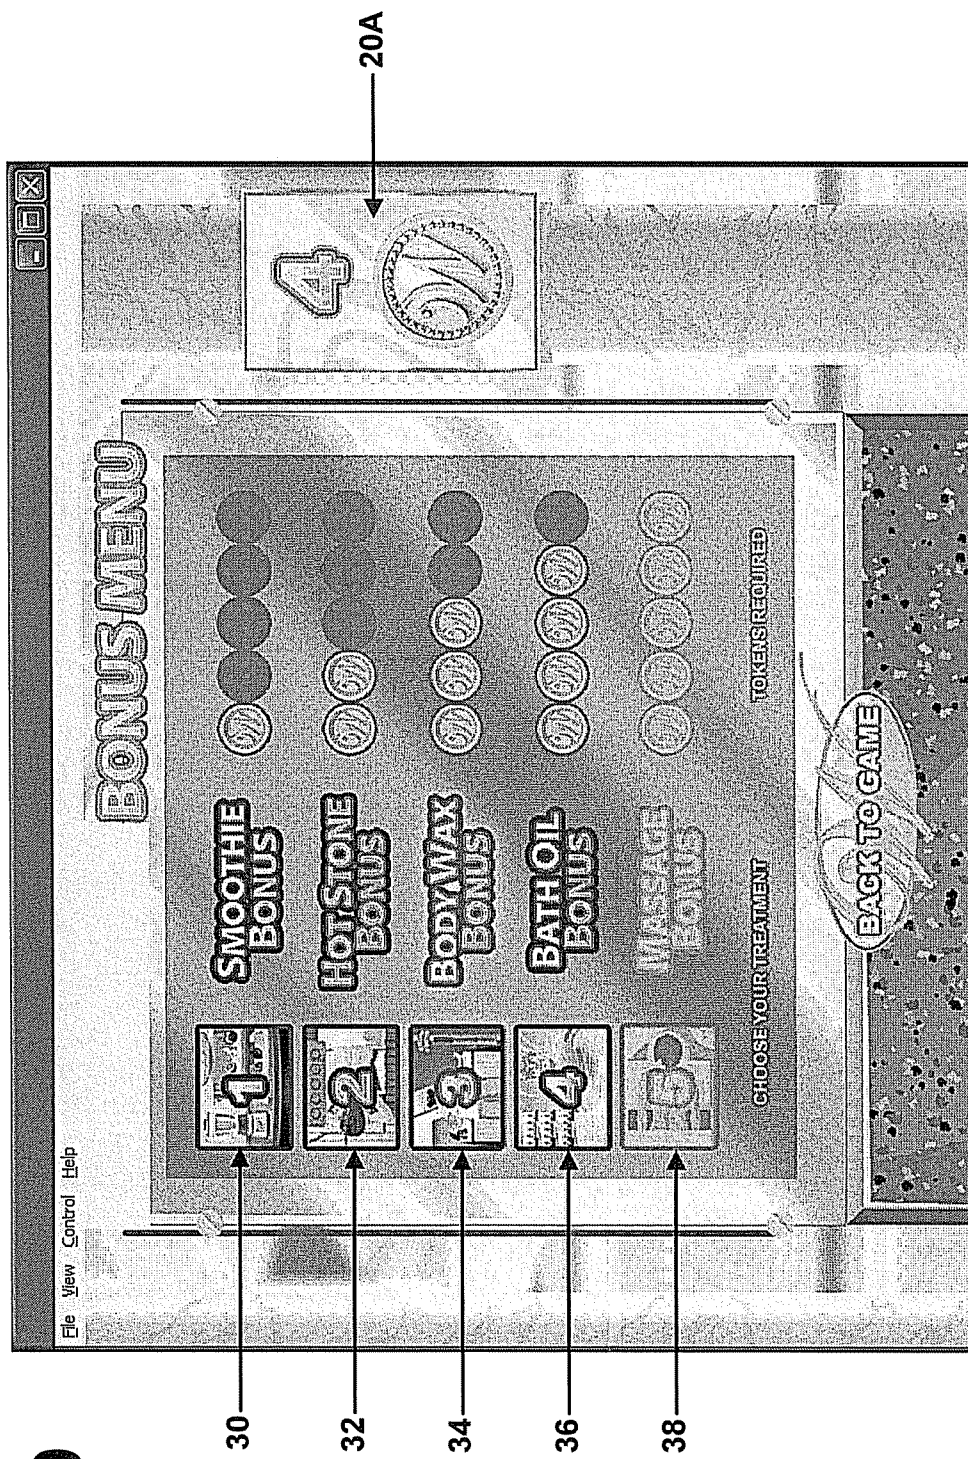 File View Control Help
BONUS MENU
4
20A
30
1
SMOOTHIE
BONUS
32
2
HOT STONE
BONUS
34
3
BODY WAX
BONUS
36
4
BATH OIL
BONUS
38
5
MASSAGE
BONUS
CHOOSE YOUR TREATMENT
TOKENS REQUIRED
BACK TO GAME